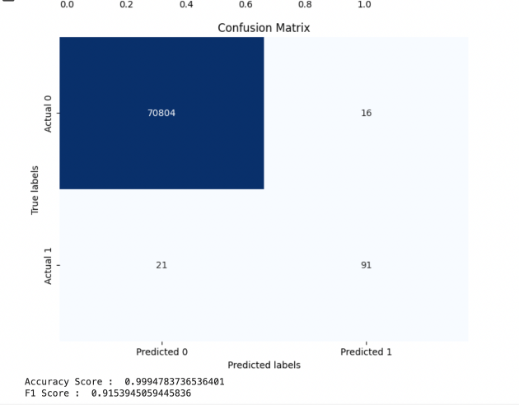 0.0 0.2 0.4 0.6 0.8 1.0
Confusion Matrix
Actual 0
70804 16
True labels
Actual 1
21 91
Predicted 0 Predicted 1
Predicted labels
Accuracy Score :  0.9994783736536401
F1 Score :  0.9153945059445836